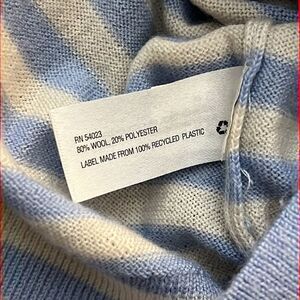 RN 54023
80% WOOL, 20% POLYESTER
LABEL MADE FROM 100% RECYCLED PLASTIC